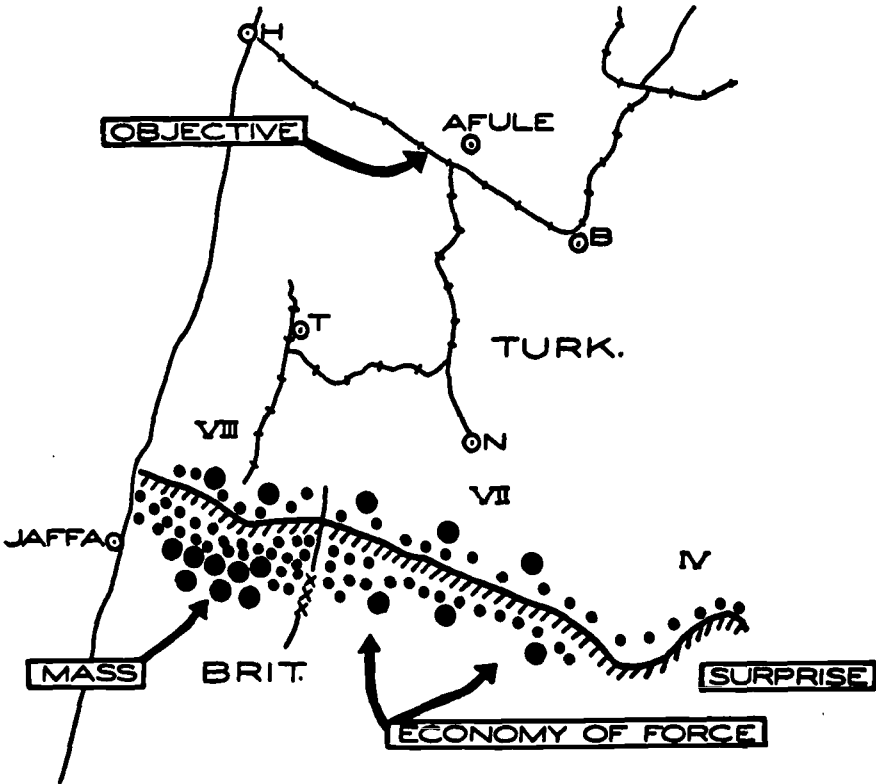 H
OBJECTIVE
AFULE
B
T
TURK.
VIII
N
VII
JAFFA
IV
MASS
BRIT.
SURPRISE
ECONOMY OF FORCE